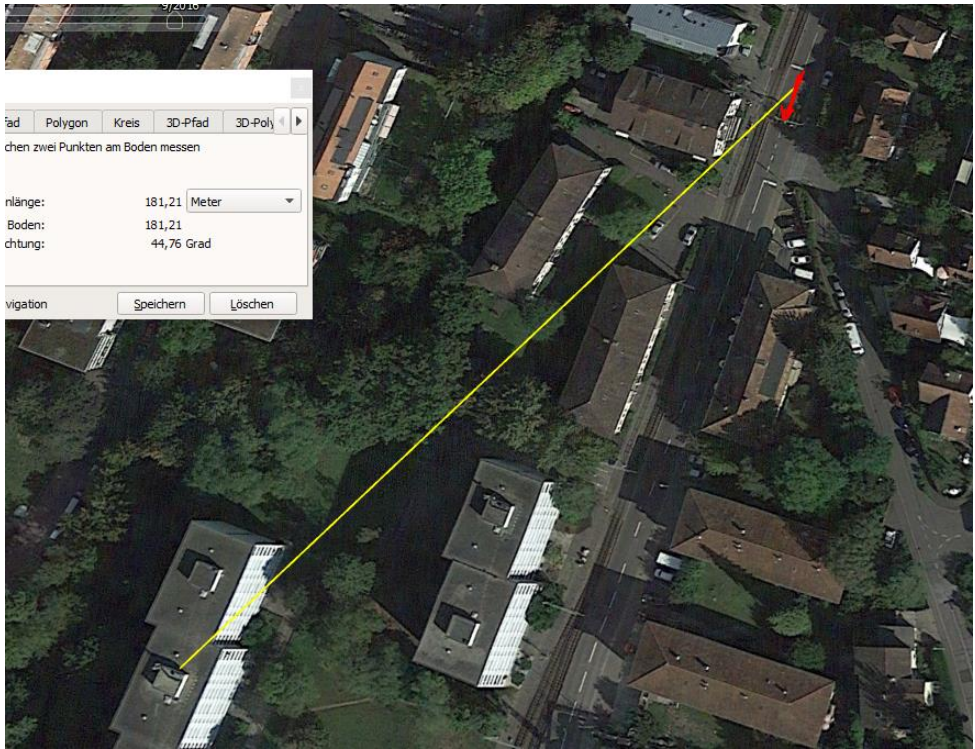 9/2016
fad Polygon Kreis 3D-Pfad 3D-Poly
chen zwei Punkten am Boden messen
nlänge: 181,21 Meter
Boden: 181,21
chtung: 44,76 Grad
vigation Speichern Löschen